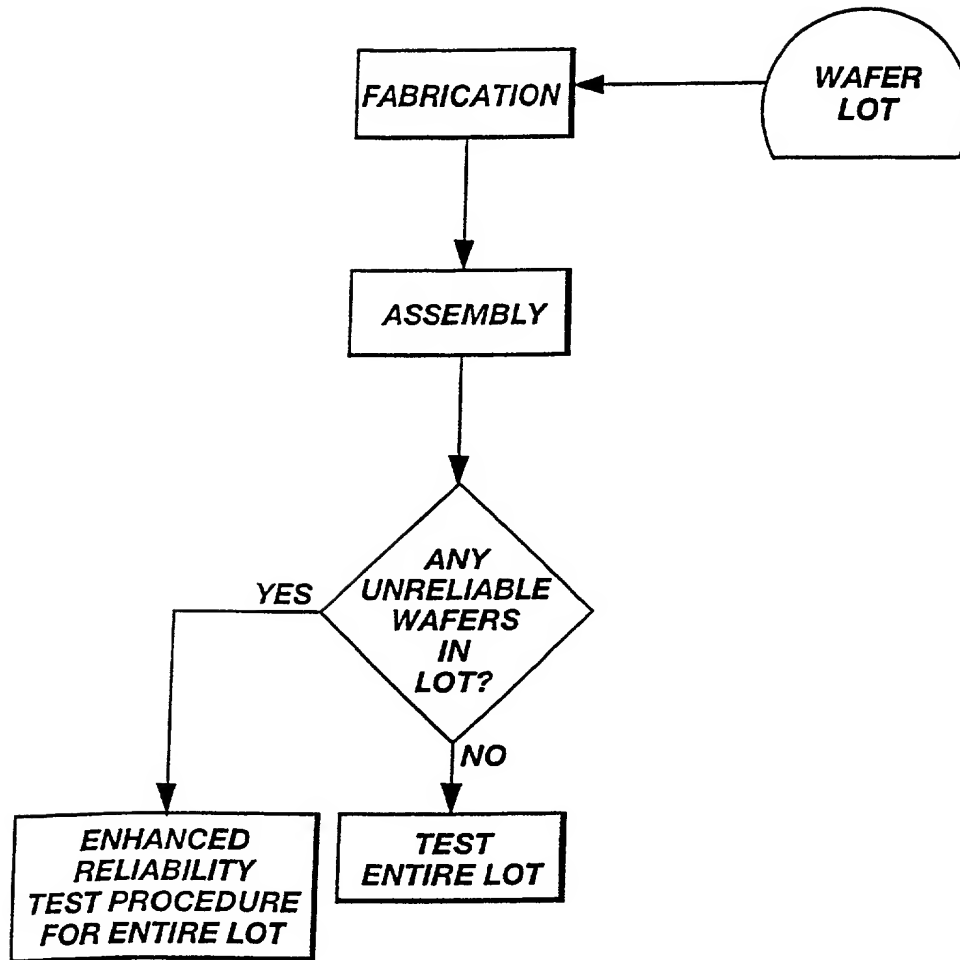 WAFER
LOT
FABRICATION
ASSEMBLY
ANY
UNRELIABLE
WAFERS
IN
LOT?
YES
NO
ENHANCED
RELIABILITY
TEST PROCEDURE
FOR ENTIRE LOT
TEST
ENTIRE LOT